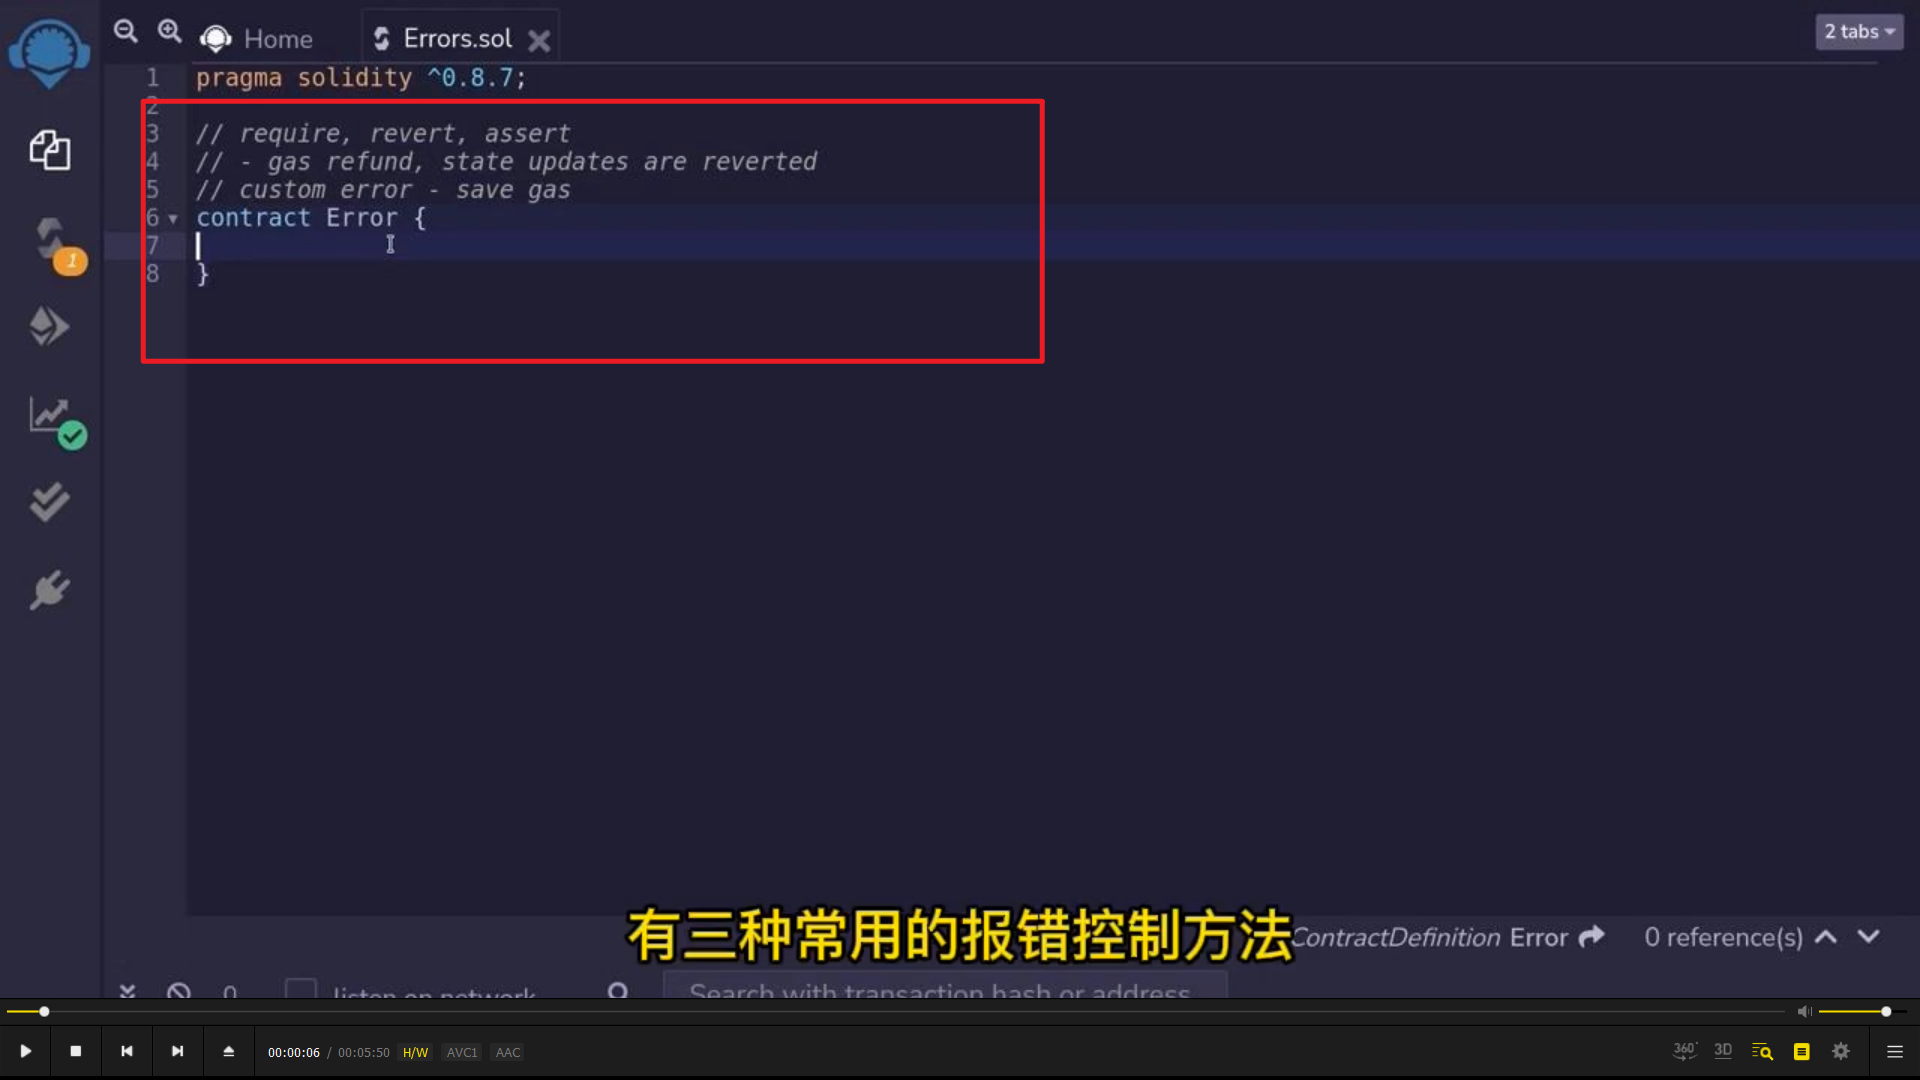 Home
Errors.sol
2 tabs
1 pragma solidity ^0.8.7;
2
3 // require, revert, assert
4 // - gas refund, state updates are reverted
5 // custom error - save gas
6 contract Error {
7
8 }
1
有三种常用的报错控制方法
ContractDefinition Error 0 reference(s)
0 listen on network Search with transaction hash or address
00:00:06 / 00:05:50 H/W AVC1 AAC
360° 3D